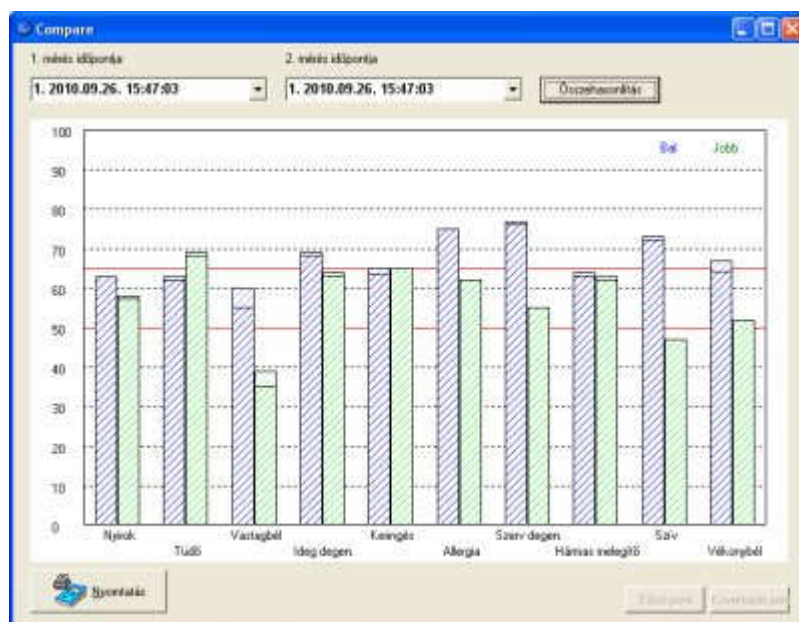 Compare
1. mérés időpontja
2. mérés időpontja
1. 2010.09.26. 15:47:03
1. 2010.09.26. 15:47:03
Összehasonlítás
Bal
Jobb
100
90
80
70
60
50
40
30
20
10
0
Nyirok
Tüdő
Vastagbél
Ideg degen.
Keringés
Allergia
Szerv degen.
Hármas melegítő
Szív
Vékonybél
Nyomtatás